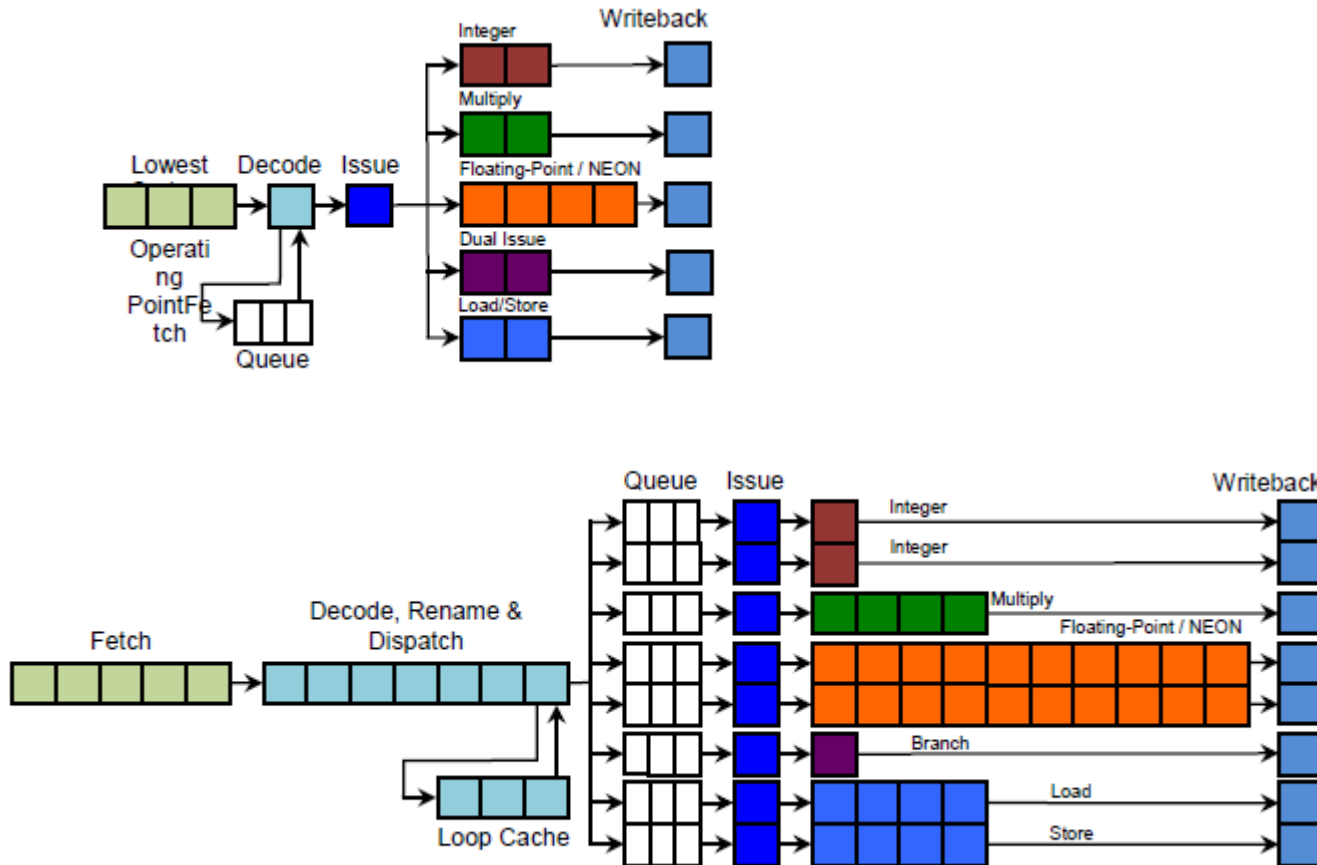 Writeback
Integer
Multiply
Lowest
Decode
Issue
Floating-Point / NEON
Operati
ng
PointFe
tch
Dual Issue
Load/Store
Queue
Queue
Issue
Writeback
Integer
Integer
Decode, Rename &
Dispatch
Multiply
Fetch
Floating-Point / NEON
Branch
Load
Loop Cache
Store